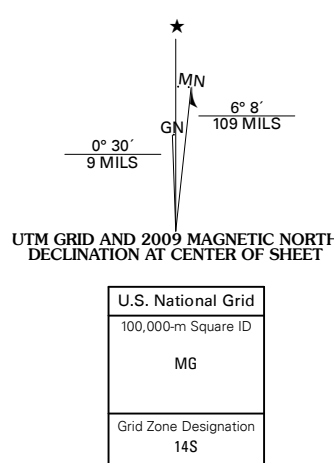 ★
MN
GN
6° 8´
109 MILS
0° 30´
9 MILS
UTM GRID AND 2009 MAGNETIC NORTH
DECLINATION AT CENTER OF SHEET
U.S. National Grid
100,000-m Square ID
MG
Grid Zone Designation
14S